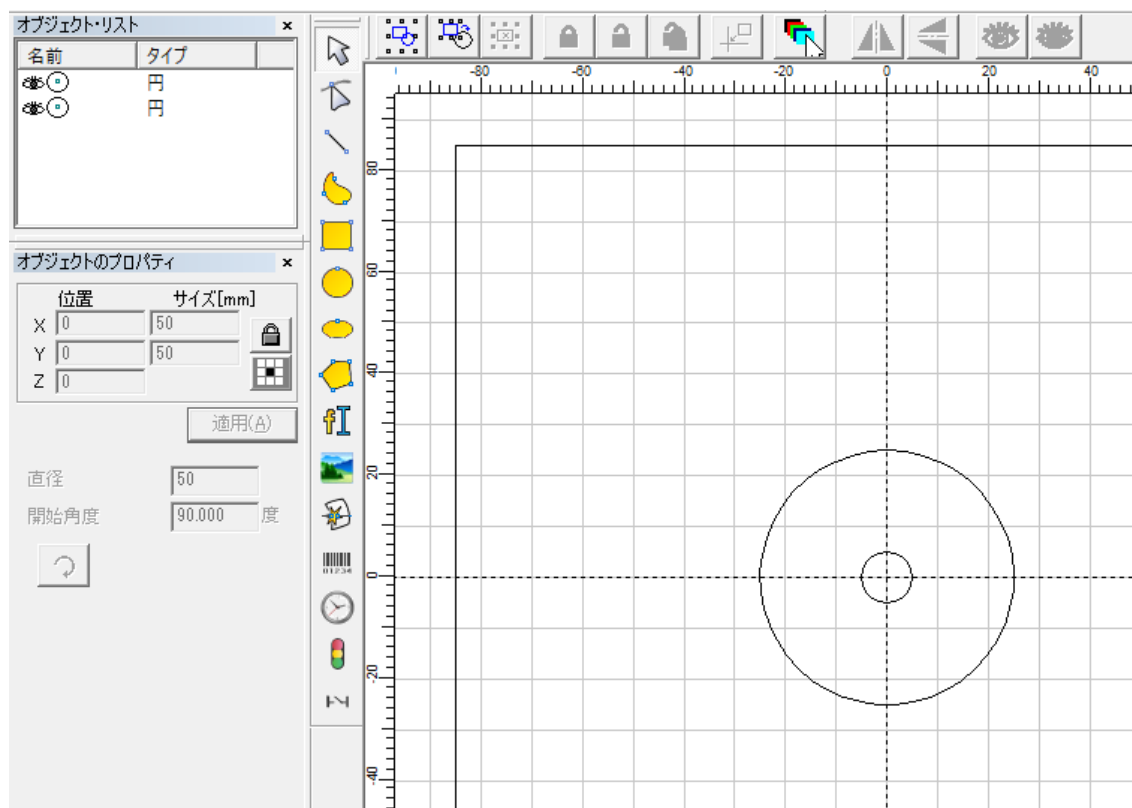 オブジェクト・リスト ×
名前 タイプ
円
円
オブジェクトのプロパティ ×
位置 サイズ[mm]
X 0 50
Y 0 50
Z 0
適用(A)
直径 50
開始角度 90.000 度
f
01234
-80 -60 -40 -20 0 20 40
80
60
40
20
0
-20
-40